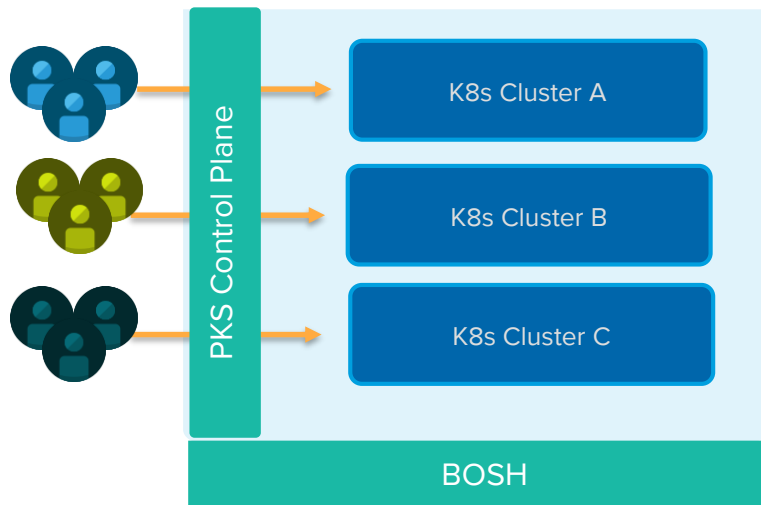 PKS Control Plane
K8s Cluster A
K8s Cluster B
K8s Cluster C
BOSH